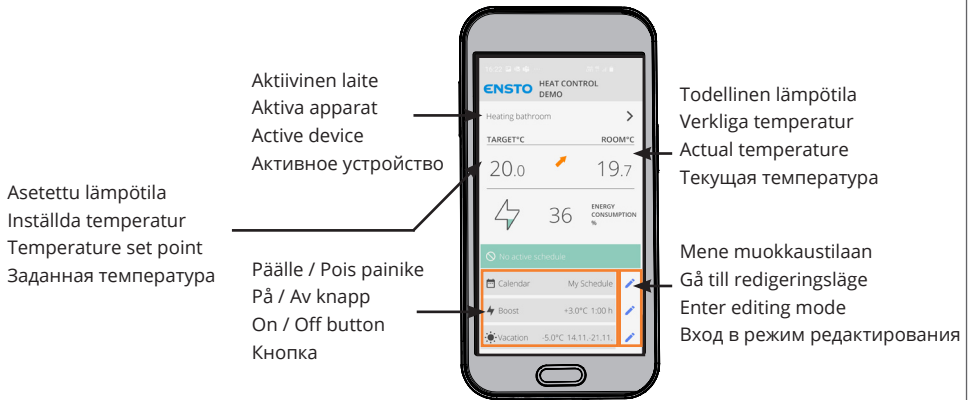 Aktiivinen laite
Aktiva apparat
Active device
Активное устройство
Asetettu lämpötila
Inställda temperatur
Temperature set point
Заданная температура
Päälle / Pois painike
På / Av knapp
On / Off button
Кнопка
ENSTO
HEAT CONTROL
DEMO
Heating bathroom
TARGET°C ROOM°C
20.0 19.7
36
ENERGY
CONSUMPTION
%
No active schedule
Calendar My Schedule
Boost +3.0°C 1:00 h
Vacation -5.0°C 14.11.-21.11.
Todellinen lämpötila
Verkliga temperatur
Actual temperature
Текущая температура
Mene muokkaustilaan
Gå till redigeringsläge
Enter editing mode
Вход в режим редактирования